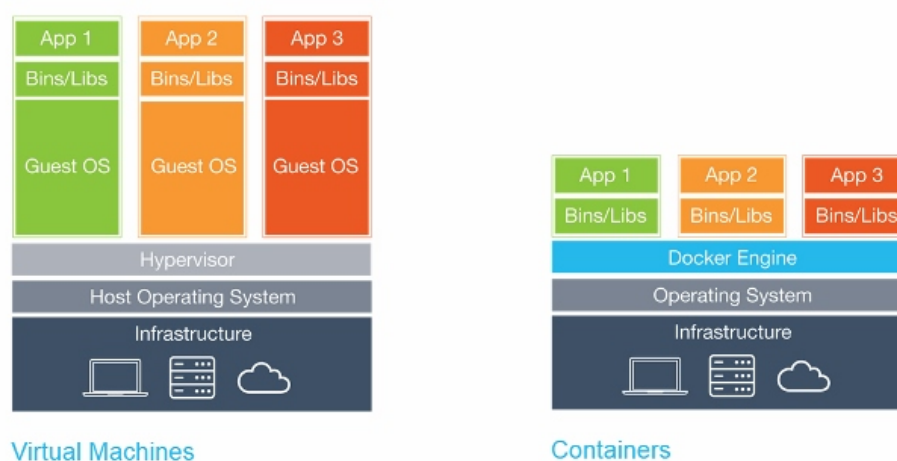 App 1
Bins/Libs
Guest OS
App 2
Bins/Libs
Guest OS
App 3
Bins/Libs
Guest OS
Hypervisor
Host Operating System
Infrastructure
Virtual Machines
App 1
Bins/Libs
App 2
Bins/Libs
App 3
Bins/Libs
Docker Engine
Operating System
Infrastructure
Containers